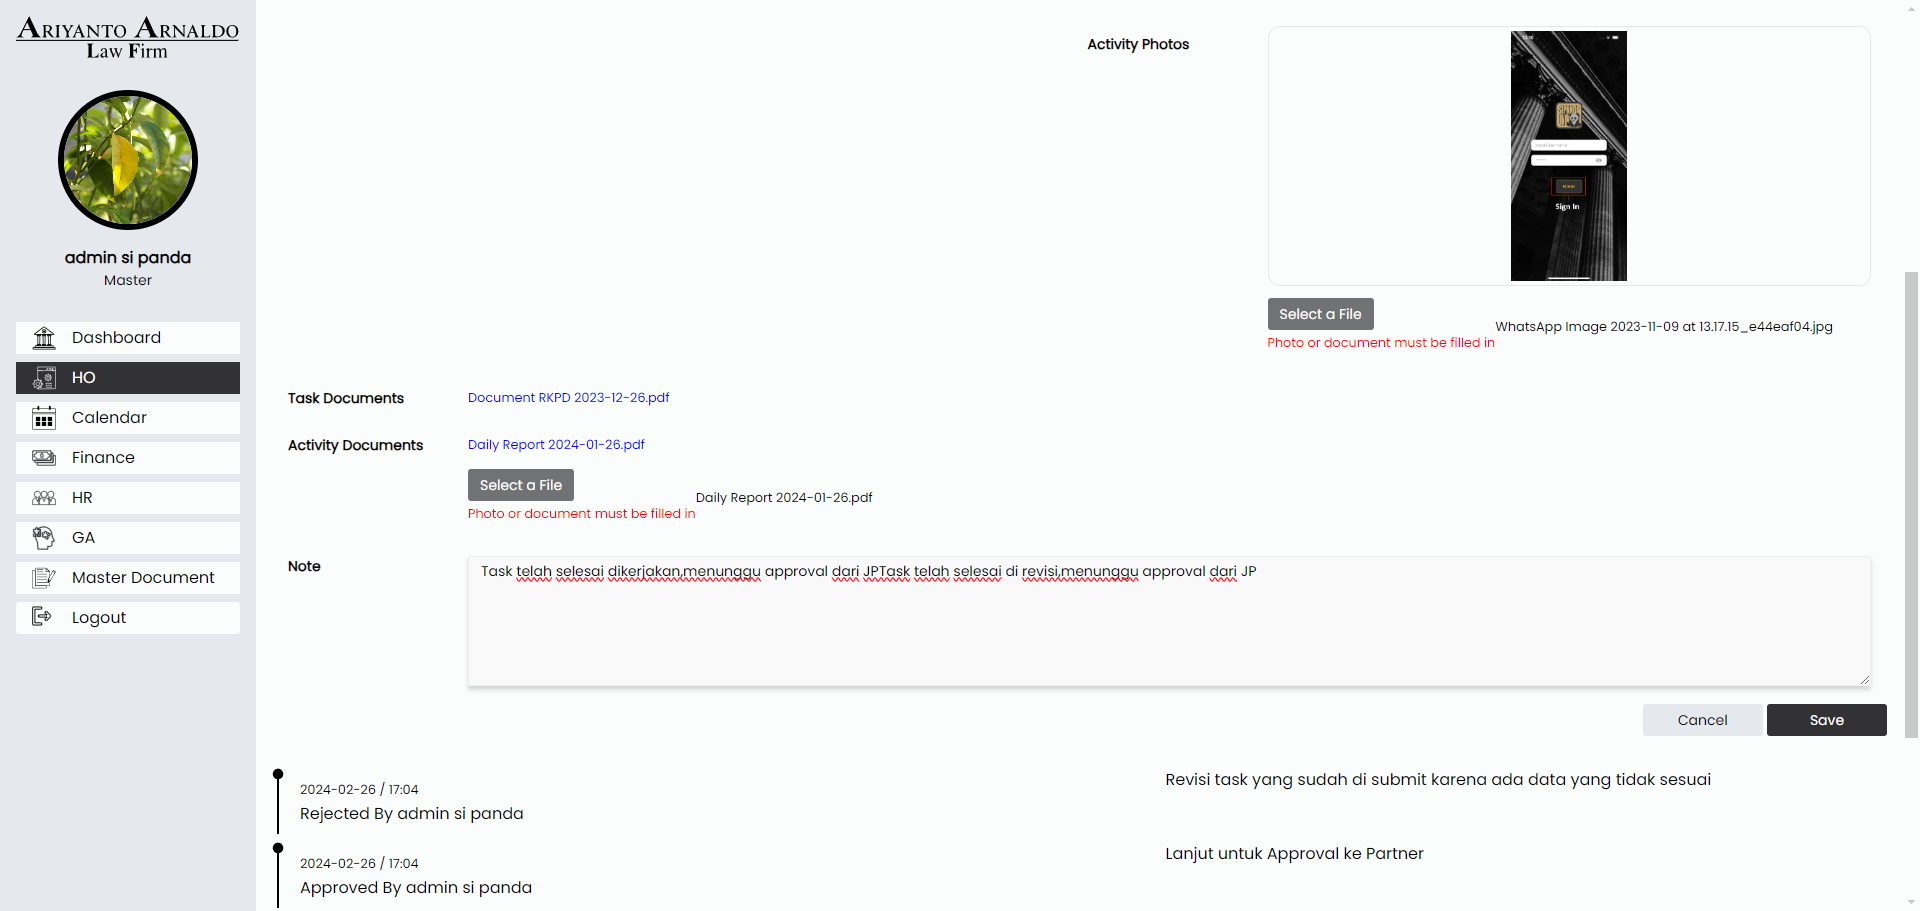 ARIYANTO ARNALDO
Law Firm
admin si panda
Master
Dashboard
HO
Calendar
Finance
HR
GA
Master Document
Logout
Activity Photos
Sign In
Select a File
WhatsApp Image 2023-11-09 at 13.17.15_e44eaf04.jpg
Photo or document must be filled in
Task Documents
Document RKPD 2023-12-26.pdf
Activity Documents
Daily Report 2024-01-26.pdf
Select a File
Daily Report 2024-01-26.pdf
Photo or document must be filled in
Note
Task telah selesai dikerjakan,menunggu approval dari JPTask telah selesai di revisi,menunggu approval dari JP
Cancel
Save
2024-02-26 / 17:04
Rejected By admin si panda
Revisi task yang sudah di submit karena ada data yang tidak sesuai
2024-02-26 / 17:04
Approved By admin si panda
Lanjut untuk Approval ke Partner